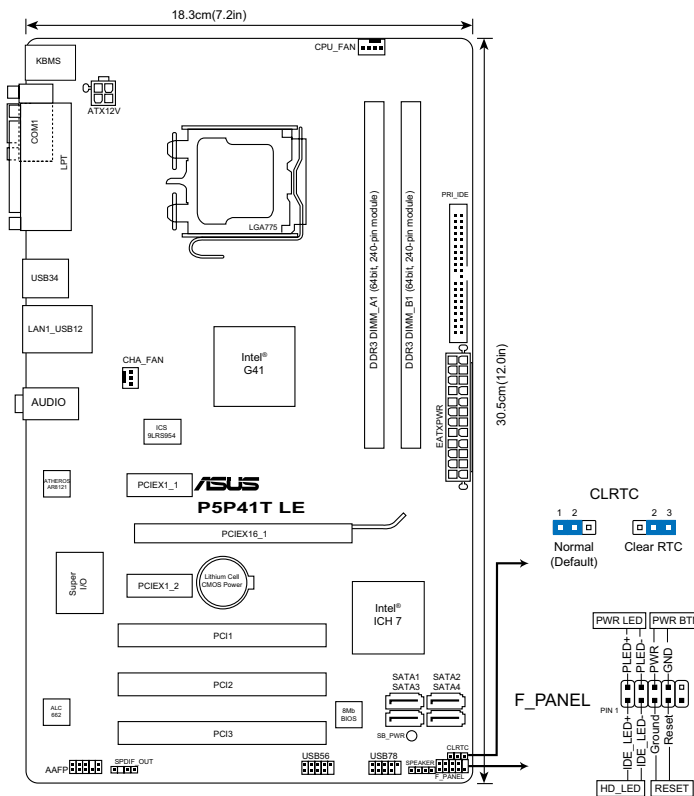 18.3cm(7.2in)
KBMS
CPU_FAN
ATX12V
COM1
LPT
LGA775
DDR3 DIMM_A1 (64bit, 240-pin module)
DDR3 DIMM_B1 (64bit, 240-pin module)
PRI_IDE
30.5cm(12.0in)
USB34
LAN1_USB12
CHA_FAN
Intel®
G41
EATXPWR
AUDIO
ICS
9LRS954
ATHEROS
AR8121
PCIEX1_1
ASUS
P5P41T LE
PCIEX16_1
CLRTC
1 2
2 3
Normal
(Default)
Clear RTC
Super
I/O
PCIEX1_2
Lithium Cell
CMOS Power
Intel®
ICH 7
PCI1
PCI2
PCI3
SATA1
SATA2
SATA3
SATA4
ALC
662
8Mb
BIOS
SB_PWR
F_PANEL
PWR LED
PWR BTN
PLED+
PLED-
PWR
GND
PIN 1
IDE_LED+
IDE_LED-
Ground
Reset
HD_LED
RESET
AAFP
SPDIF_OUT
USB56
USB78
SPEAKER
CLRTC
F_PANEL